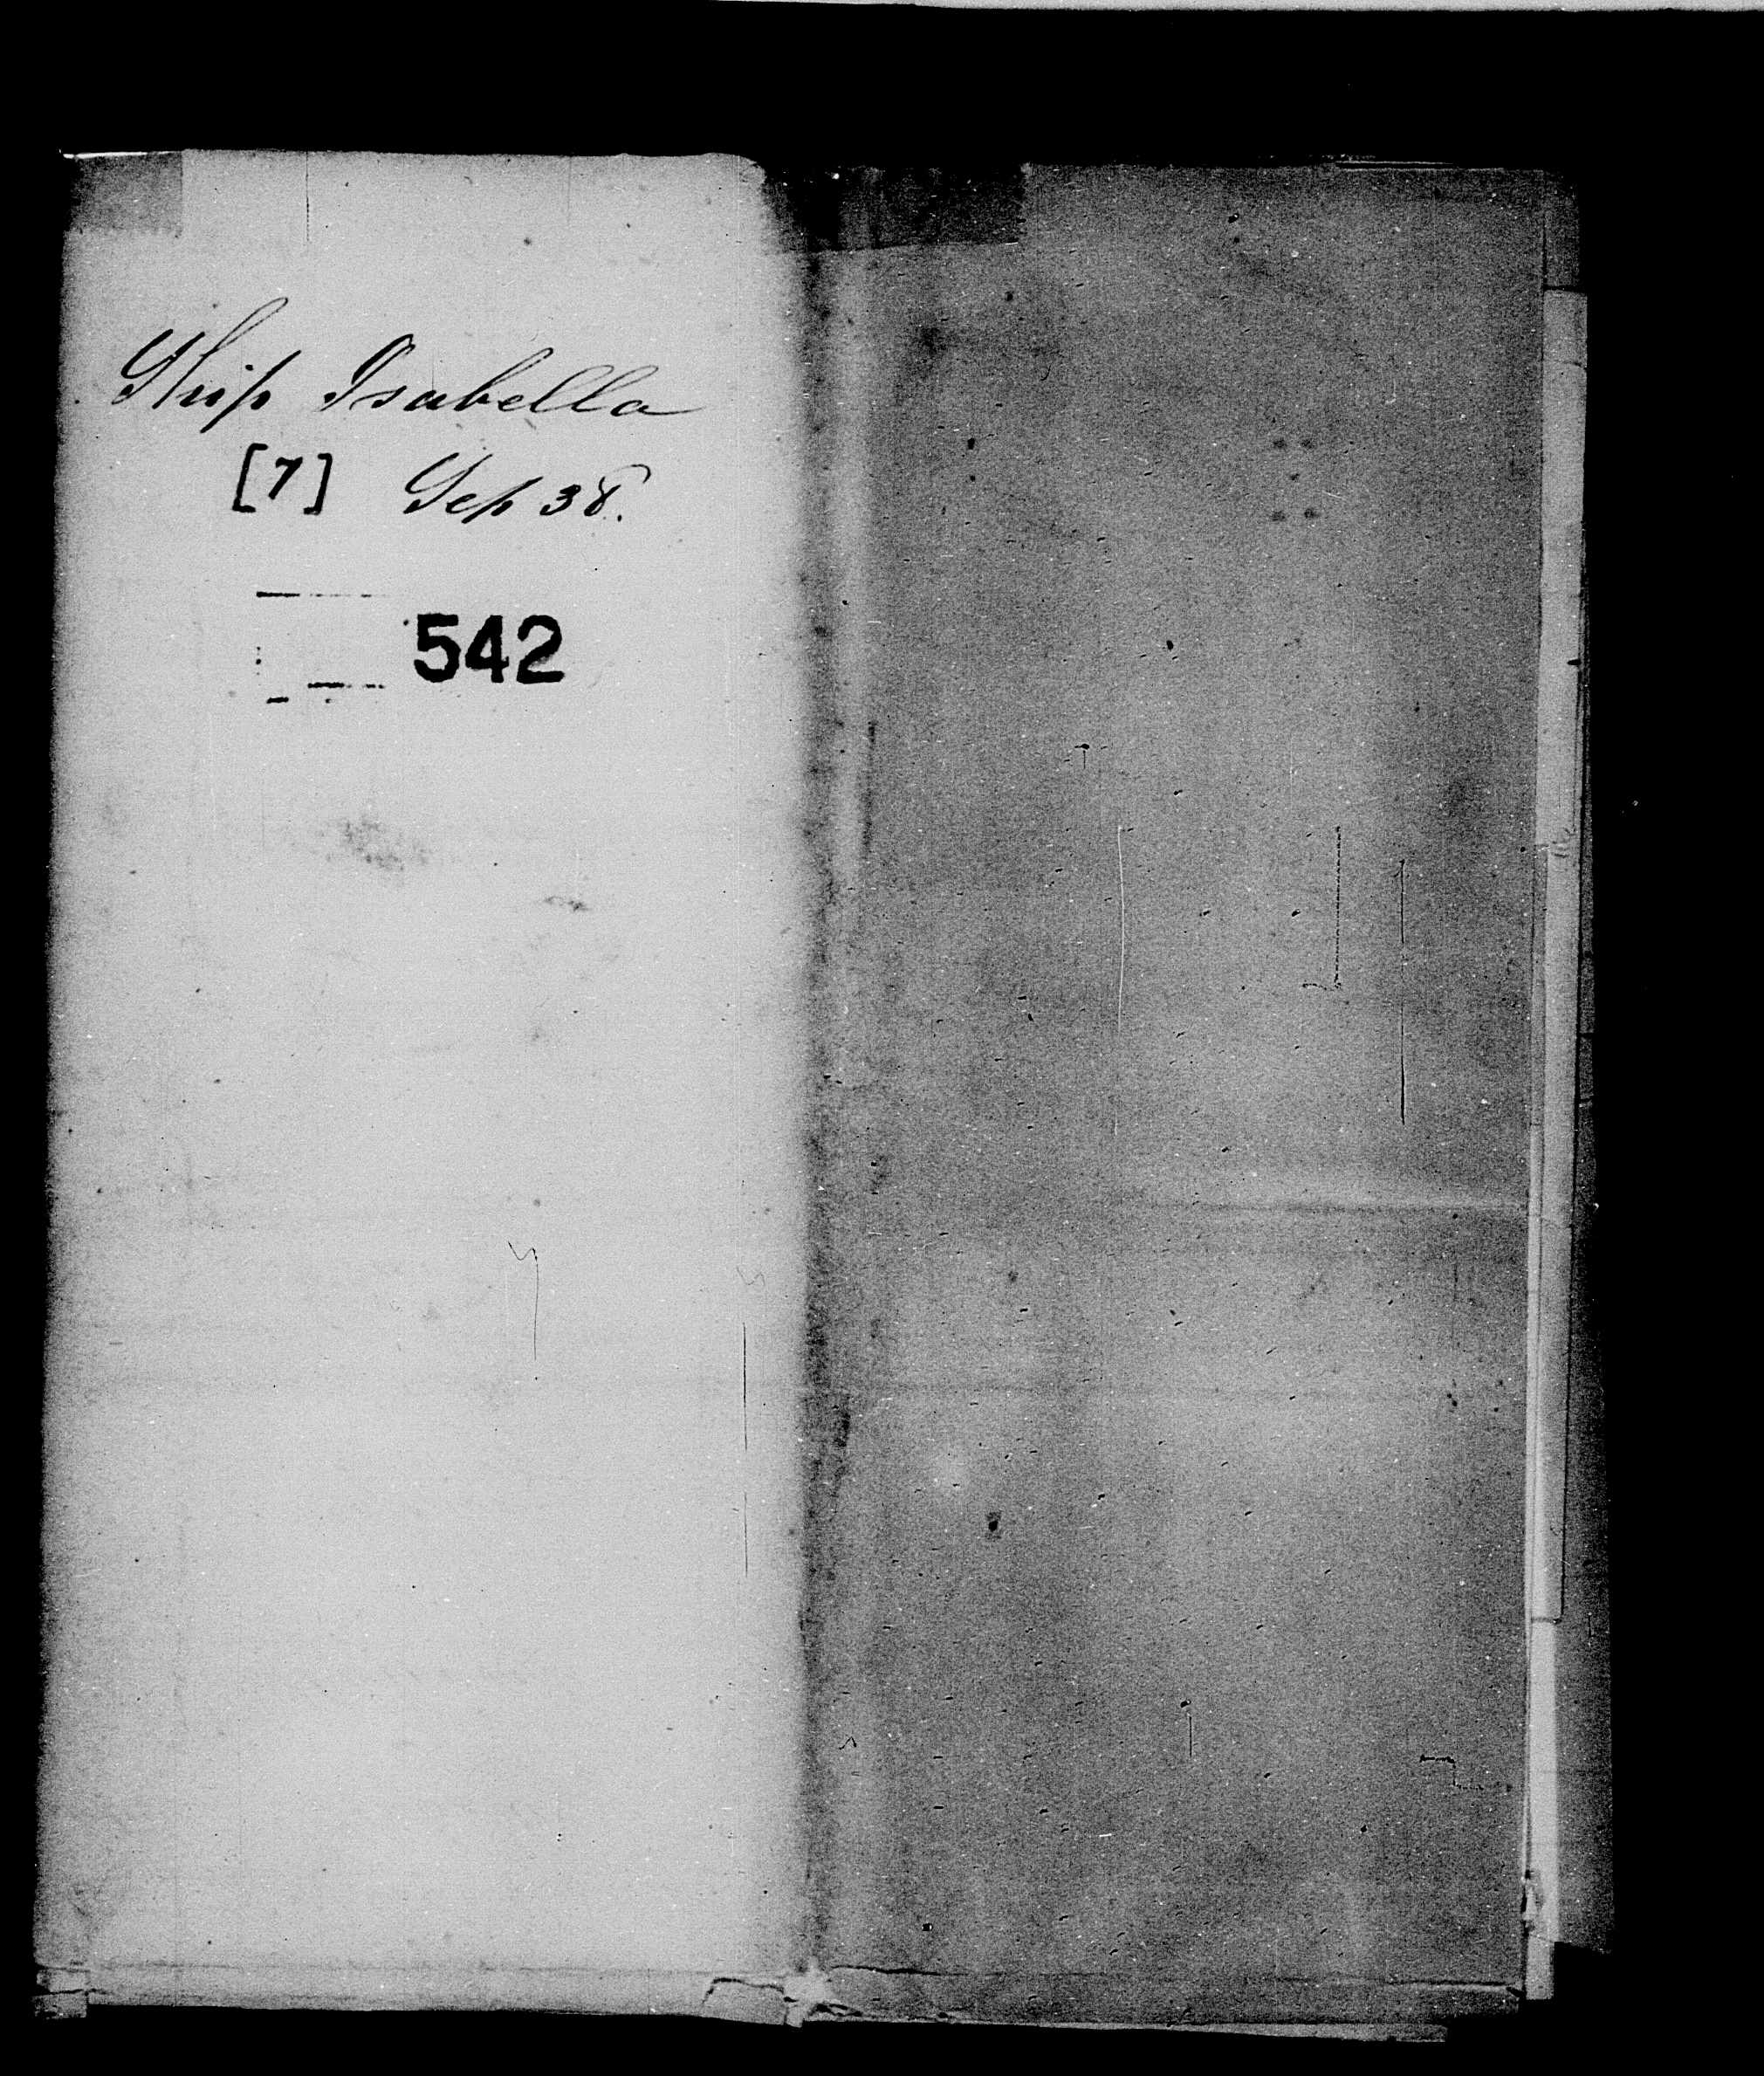 Ship Isabella
[7] Sep 38.
542